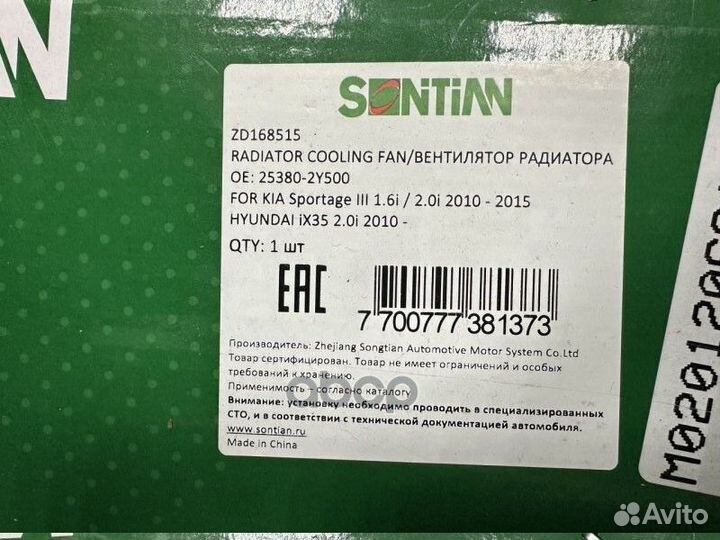 SONTIAN
ZD168515
RADIATOR COOLING FAN/ВЕНТИЛЯТОР РАДИАТОРА
OE: 25380-2Y500
FOR KIA Sportage III 1.6i / 2.0i 2010 - 2015
HYUNDAI iX35 2.0i 2010 -
QTY: 1 шт
EAC
7 700777 381373
Производитель: Zhejiang Songtian Automotive Motor System Co.Ltd
Товар сертифицирован. Товар не имеет ограничений и особых
требований к хранению.
Применимость – согласно каталогу
Внимание: установку необходимо проводить в специализированных
СТО, и в соответствии с технической документацией автомобиля.
www.sontian.ru
Made in China
Avito